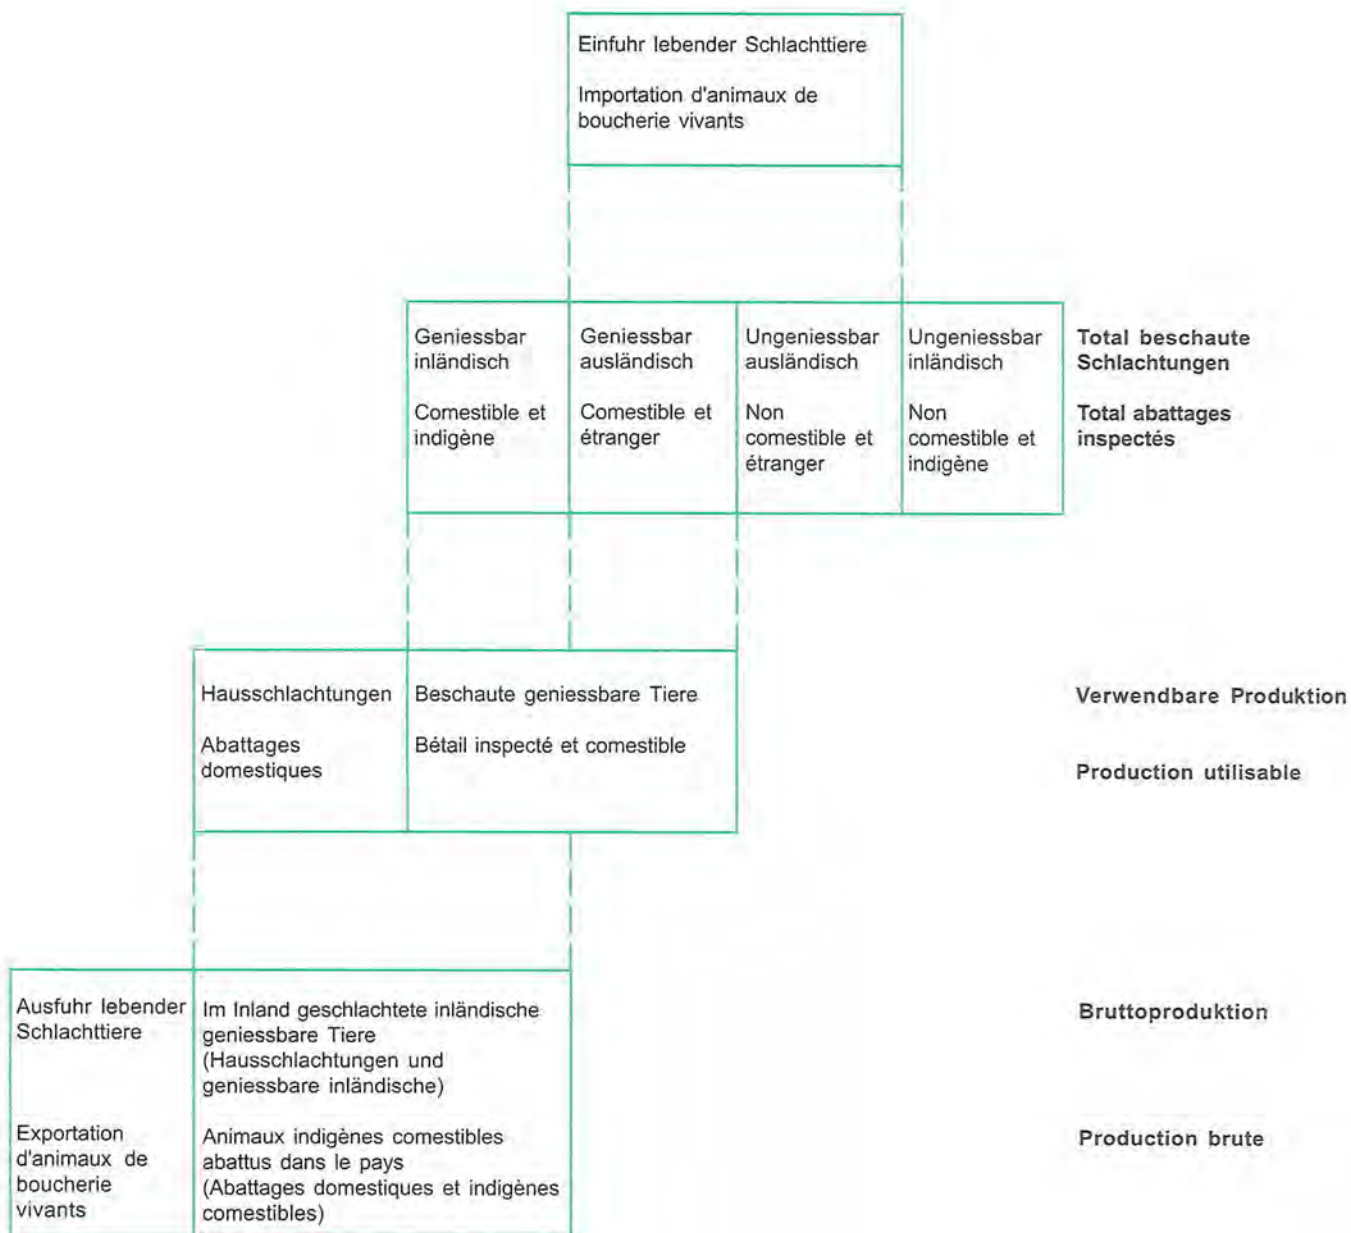 Einfuhr lebender Schlachttiere
Importation d'animaux de
boucherie vivants
Geniessbar
inländisch
Comestible et
indigène
Geniessbar
ausländisch
Comestible et
étranger
Ungeniessbar
ausländisch
Non
comestible et
étranger
Ungeniessbar
inländisch
Non
comestible et
indigène
Total beschaute
Schlachtungen
Total abattages
inspectés
Hausschlachtungen
Abattages
domestiques
Beschaute geniessbare Tiere
Bétail inspecté et comestible
Verwendbare Produktion
Production utilisable
Ausfuhr lebender
Schlachttiere
Exportation
d'animaux de
boucherie
vivants
Im Inland geschlachtete inländische
geniessbare Tiere
(Hausschlachtungen und
geniessbare inländische)
Animaux indigènes comestibles
abattus dans le pays
(Abattages domestiques et indigènes
comestibles)
Bruttoproduktion
Production brute